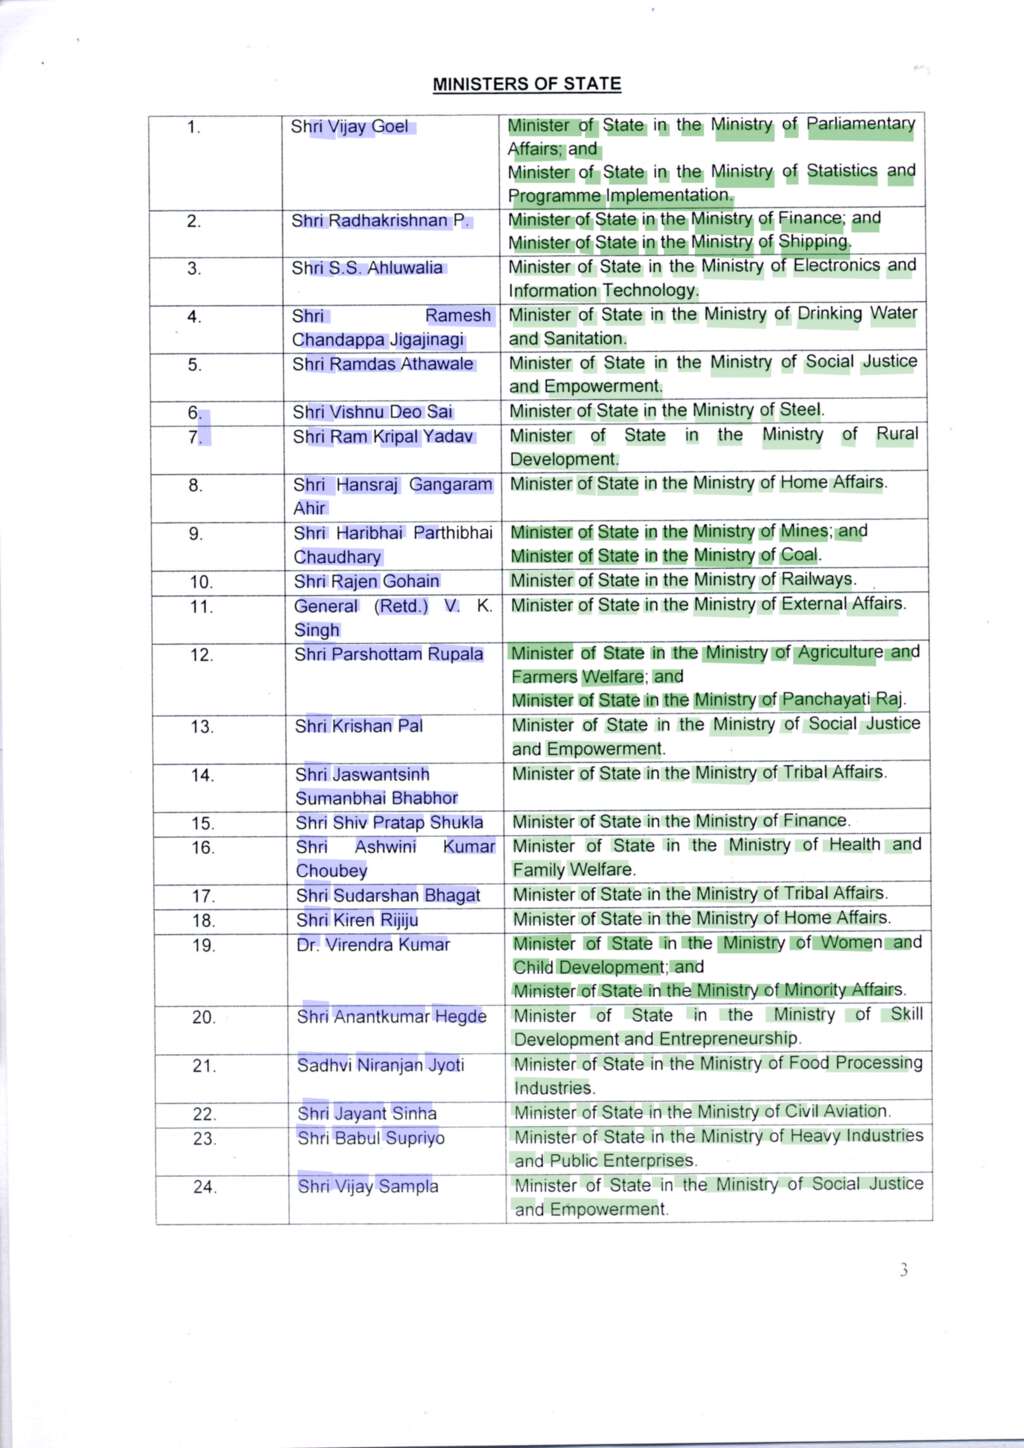 MINISTERS OF STATE
1. Shri Vijay Goel Minister of State in the Ministry of Parliamentary
Affairs; and
Minister of State in the Ministry of Statistics and
Programme Implementation.
2. Shri Radhakrishnan P. Minister of State in the Ministry of Finance; and
Minister of State in the Ministry of Shipping.
3. Shri S.S. Ahluwalia Minister of State in the Ministry of Electronics and
Information Technology.
4. Shri Ramesh Minister of State in the Ministry of Drinking Water
Chandappa Jigajinagi and Sanitation.
5. Shri Ramdas Athawale Minister of State in the Ministry of Social Justice
and Empowerment.
6. Shri Vishnu Deo Sai Minister of State in the Ministry of Steel.
7. Shri Ram Kripal Yadav Minister of State in the Ministry of Rural
Development.
8. Shri Hansraj Gangaram Minister of State in the Ministry of Home Affairs.
Ahir
9. Shri Haribhai Parthibhai Minister of State in the Ministry of Mines; and
Chaudhary Minister of State in the Ministry of Coal.
10. Shri Rajen Gohain Minister of State in the Ministry of Railways.
11. General (Retd.) V. K. Minister of State in the Ministry of External Affairs.
Singh
12. Shri Parshottam Rupala Minister of State in the Ministry of Agriculture and
Farmers Welfare; and
Minister of State in the Ministry of Panchayati Raj.
13. Shri Krishan Pal Minister of State in the Ministry of Social Justice
and Empowerment.
14. Shri Jaswantsinh Minister of State in the Ministry of Tribal Affairs.
Sumanbhai Bhabhor
15. Shri Shiv Pratap Shukla Minister of State in the Ministry of Finance.
16. Shri Ashwini Kumar Minister of State in the Ministry of Health and
Choubey Family Welfare.
17. Shri Sudarshan Bhagat Minister of State in the Ministry of Tribal Affairs.
18. Shri Kiren Rijiju Minister of State in the Ministry of Home Affairs.
19. Dr. Virendra Kumar Minister of State in the Ministry of Women and
Child Development; and
Minister of State in the Ministry of Minority Affairs.
20. Shri Anantkumar Hegde Minister of State in the Ministry of Skill
Development and Entrepreneurship.
21. Sadhvi Niranjan Jyoti Minister of State in the Ministry of Food Processing
Industries.
22. Shri Jayant Sinha Minister of State in the Ministry of Civil Aviation.
23. Shri Babul Supriyo Minister of State in the Ministry of Heavy Industries
and Public Enterprises.
24. Shri Vijay Sampla Minister of State in the Ministry of Social Justice
and Empowerment.
3